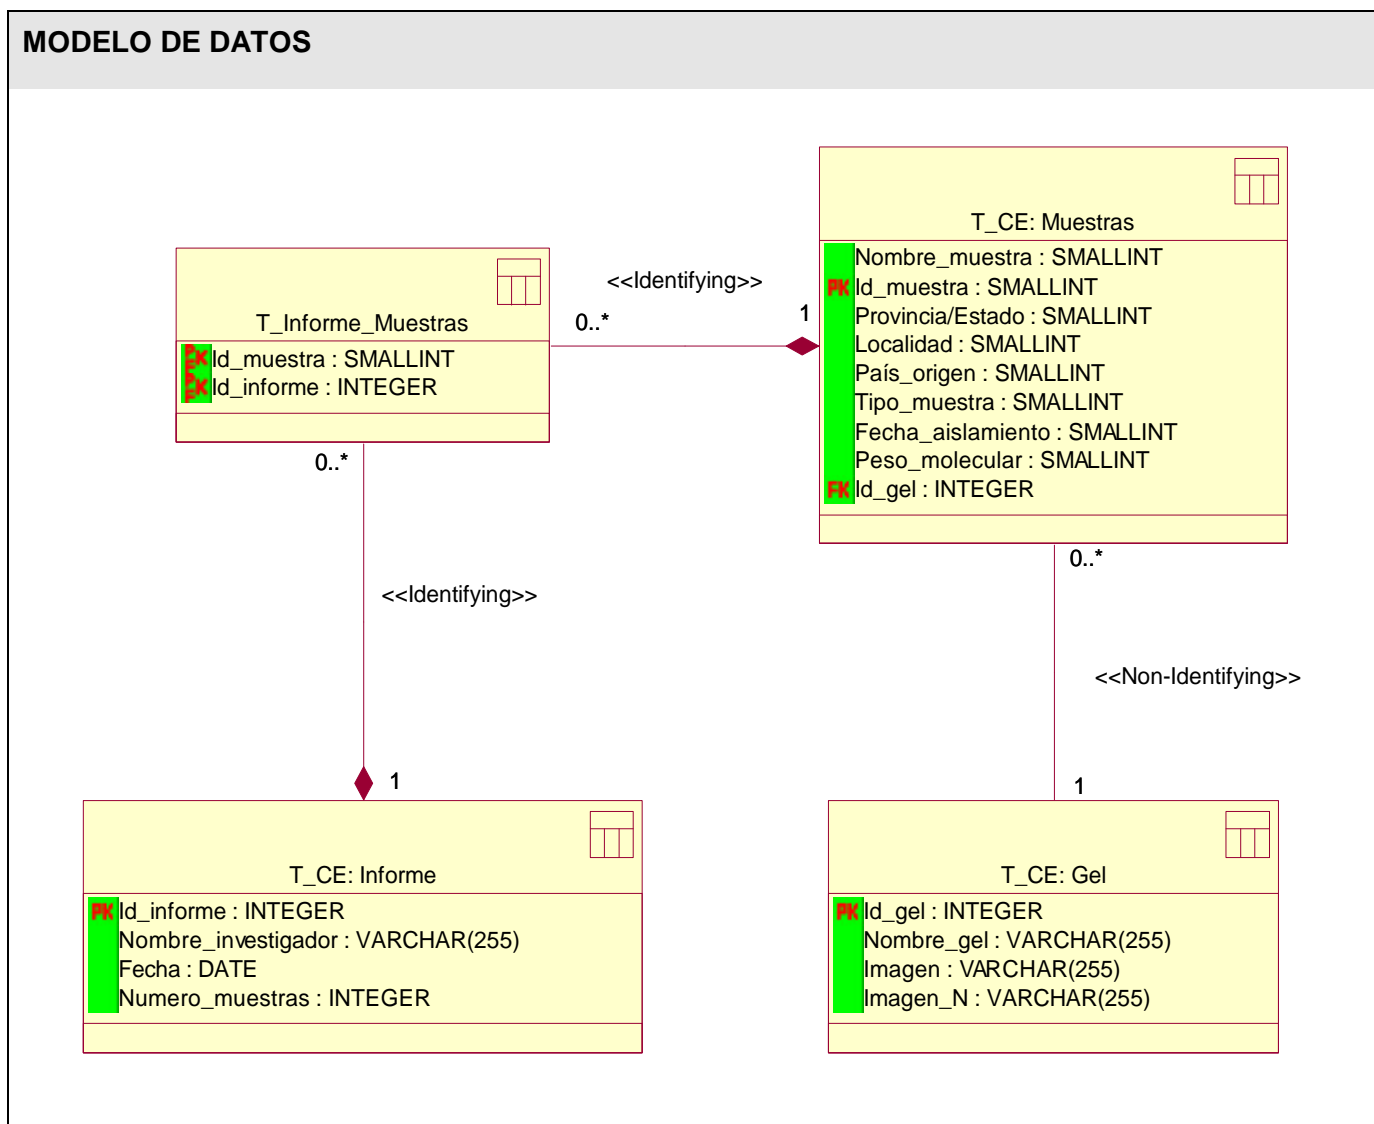 MODELO DE DATOS
T_CE: Muestras
Nombre_muestra : SMALLINT
PK Id_muestra : SMALLINT
Provincia/Estado : SMALLINT
Localidad : SMALLINT
País_origen : SMALLINT
Tipo_muestra : SMALLINT
Fecha_aislamiento : SMALLINT
Peso_molecular : SMALLINT
FK Id_gel : INTEGER
<<Identifying>>
0..*
1
T_Informe_Muestras
Id_muestra : SMALLINT
Id_informe : INTEGER
0..*
<<Identifying>>
1
0..*
<<Non-Identifying>>
1
T_CE: Informe
PK Id_informe : INTEGER
Nombre_investigador : VARCHAR(255)
Fecha : DATE
Numero_muestras : INTEGER
T_CE: Gel
PK Id_gel : INTEGER
Nombre_gel : VARCHAR(255)
Imagen : VARCHAR(255)
Imagen_N : VARCHAR(255)